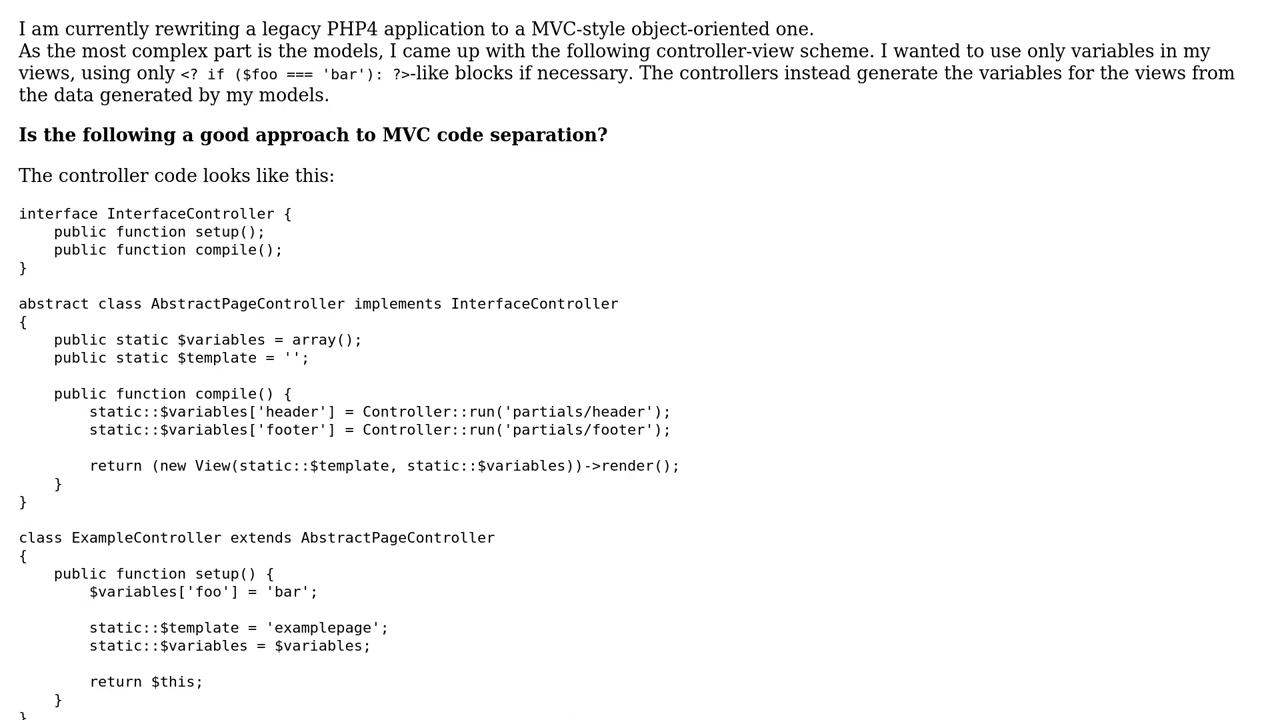 I am currently rewriting a legacy PHP4 application to a MVC-style object-oriented one.
As the most complex part is the models, I came up with the following controller-view scheme. I wanted to use only variables in my
views, using only <? if ($foo === 'bar'): ?>-like blocks if necessary. The controllers instead generate the variables for the views from
the data generated by my models.
Is the following a good approach to MVC code separation?
The controller code looks like this:
interface InterfaceController {
    public function setup();
    public function compile();
}
abstract class AbstractPageController implements InterfaceController
{
    public static $variables = array();
    public static $template = '';
    public function compile() {
        static::$variables['header'] = Controller::run('partials/header');
        static::$variables['footer'] = Controller::run('partials/footer');
        return (new View(static::$template, static::$variables))->render();
    }
}
class ExampleController extends AbstractPageController
{
    public function setup() {
        $variables['foo'] = 'bar';
        static::$template = 'examplepage';
        static::$variables = $variables;
        return $this;
    }
}